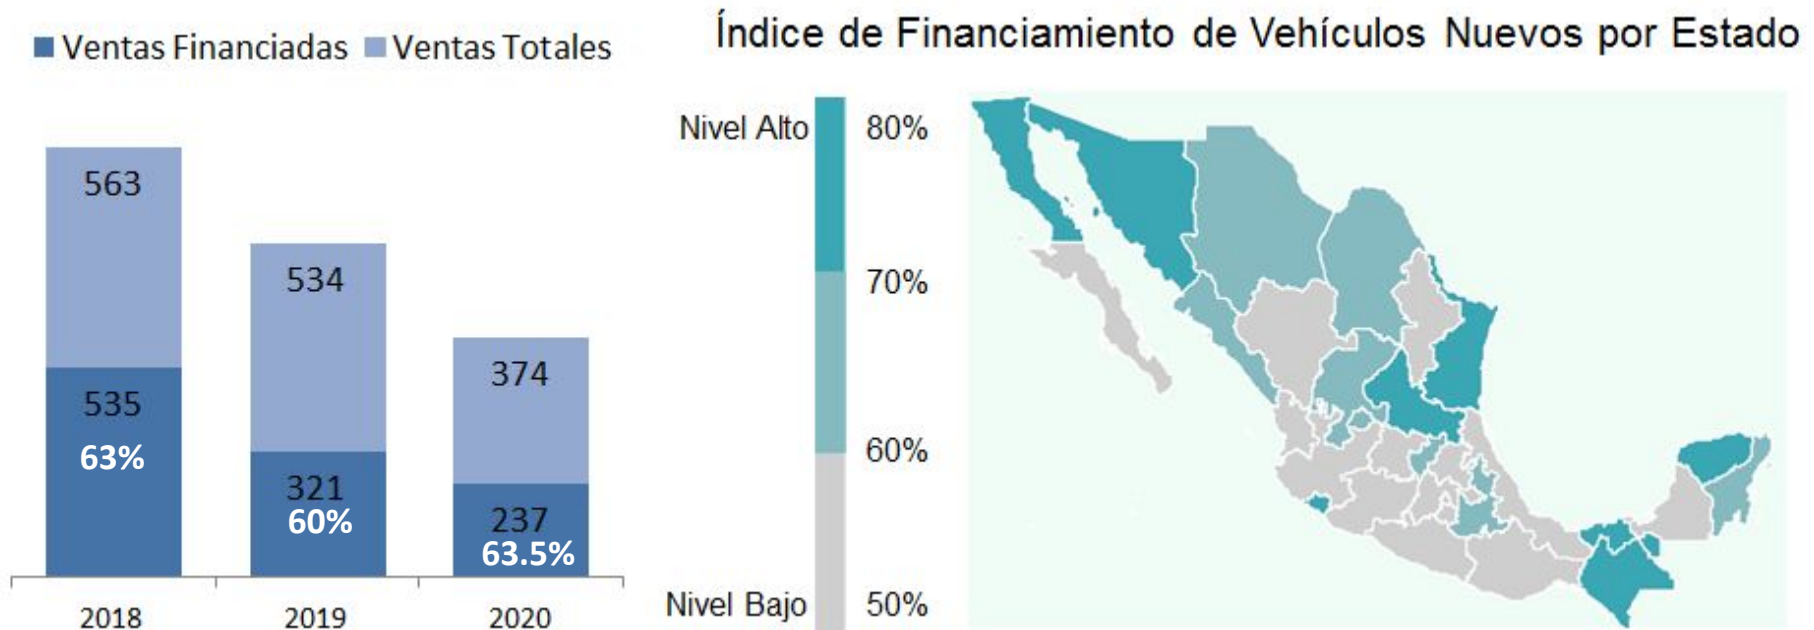 Ventas Financiadas Ventas Totales
563
535
63%
534
321
60%
374
237
63.5%
2018 2019 2020
Índice de Financiamiento de Vehículos Nuevos por Estado
Nivel Alto 80%
70%
60%
Nivel Bajo 50%